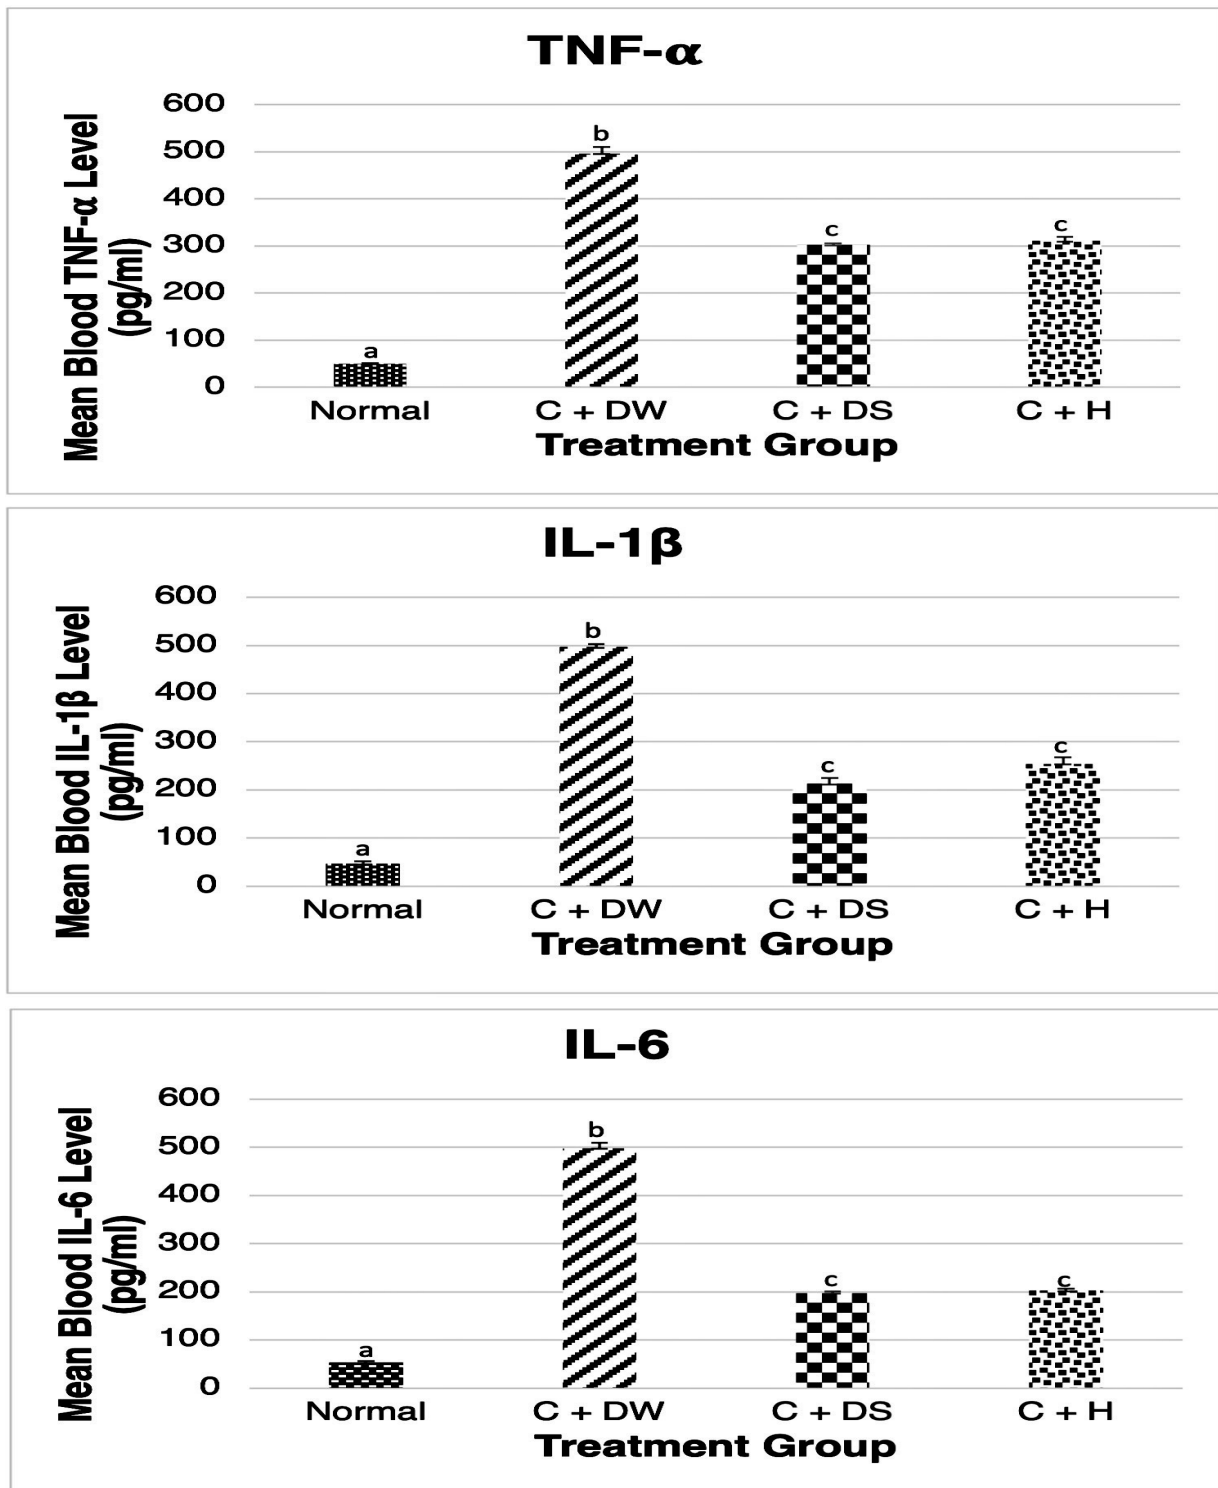 TNF-α
Mean Blood TNF-α Level
(pg/ml)
600
500
400
300
200
100
0
a
b
c
c
Normal
C + DW
C + DS
C + H
Treatment Group
IL-1β
Mean Blood IL-1β Level
(pg/ml)
600
500
400
300
200
100
0
a
b
c
c
Normal
C + DW
C + DS
C + H
Treatment Group
IL-6
Mean Blood IL-6 Level
(pg/ml)
600
500
400
300
200
100
0
a
b
c
c
Normal
C + DW
C + DS
C + H
Treatment Group